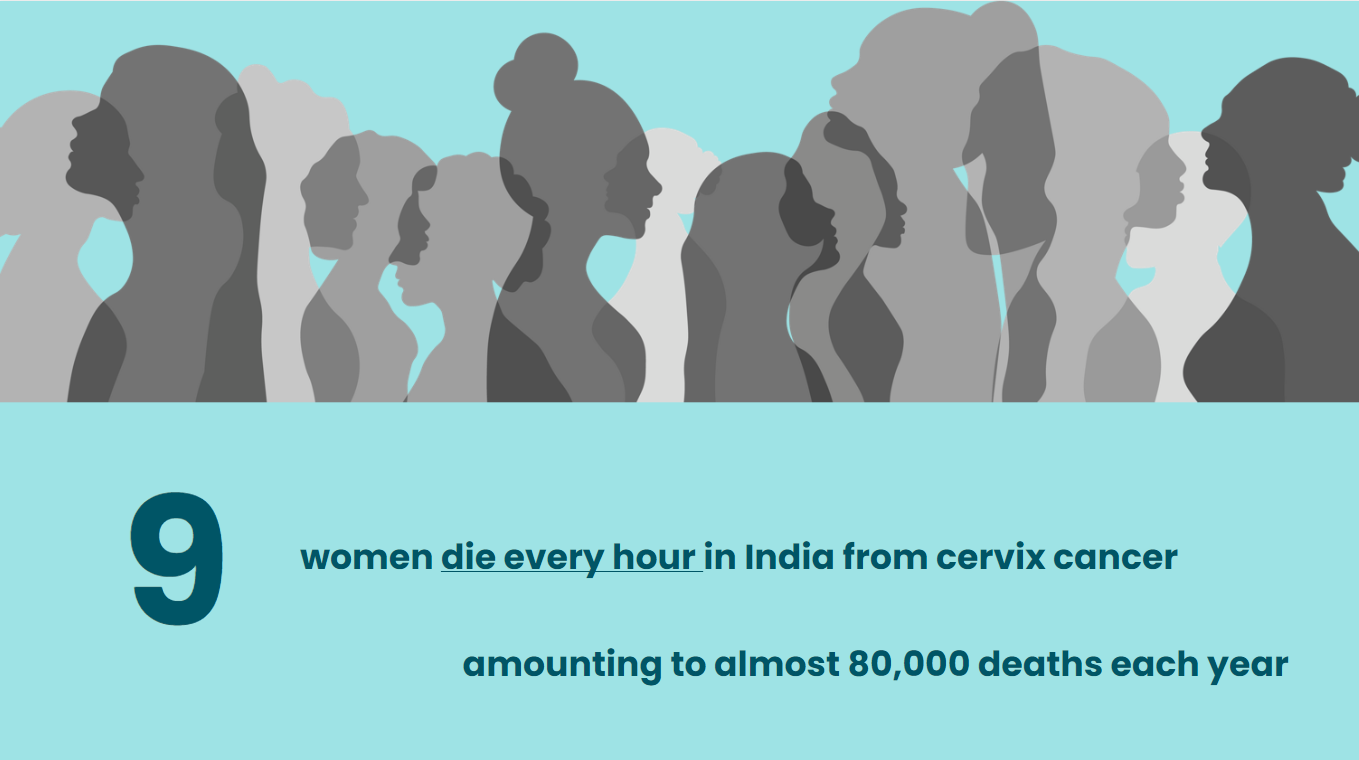 9
women die every hour in India from cervix cancer
amounting to almost 80,000 deaths each year